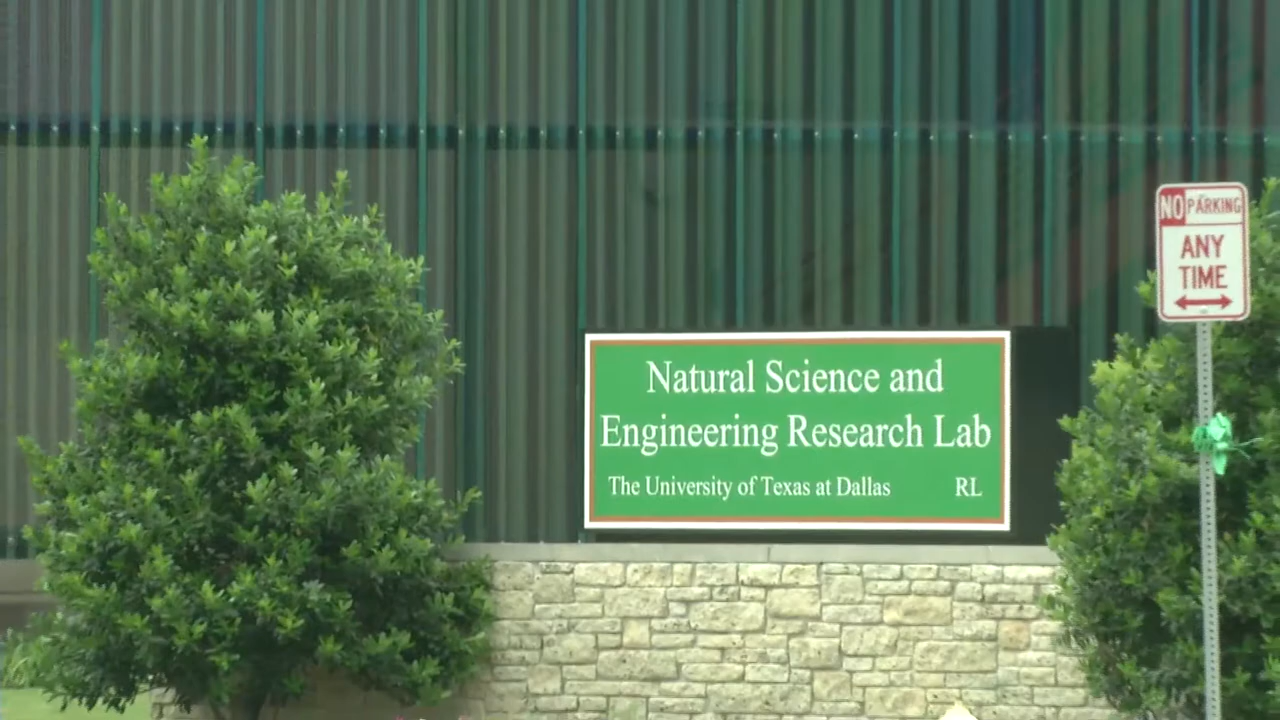 Natural Science and
Engineering Research Lab
The University of Texas at Dallas RL
NO PARKING
ANY
TIME